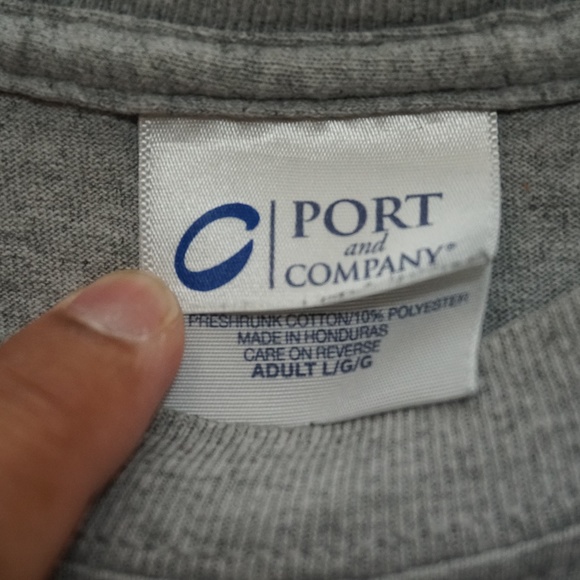 PORT
and
COMPANY®
PRESHRUNK COTTON/10% POLYESTER
MADE IN HONDURAS
CARE ON REVERSE
ADULT L/G/G